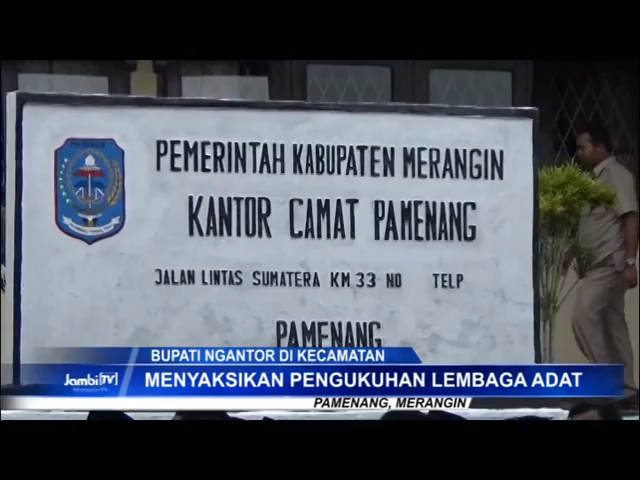 PEMERINTAH KABUPATEN MERANGIN
KANTOR CAMAT PAMENANG
JALAN LINTAS SUMATERA KM 33 NO TELP
PAMENANG
BUPATI NGANTOR DI KECAMATAN
JambiTV
MENYAKSIKAN PENGUKUHAN LEMBAGA ADAT
PAMENANG, MERANGIN